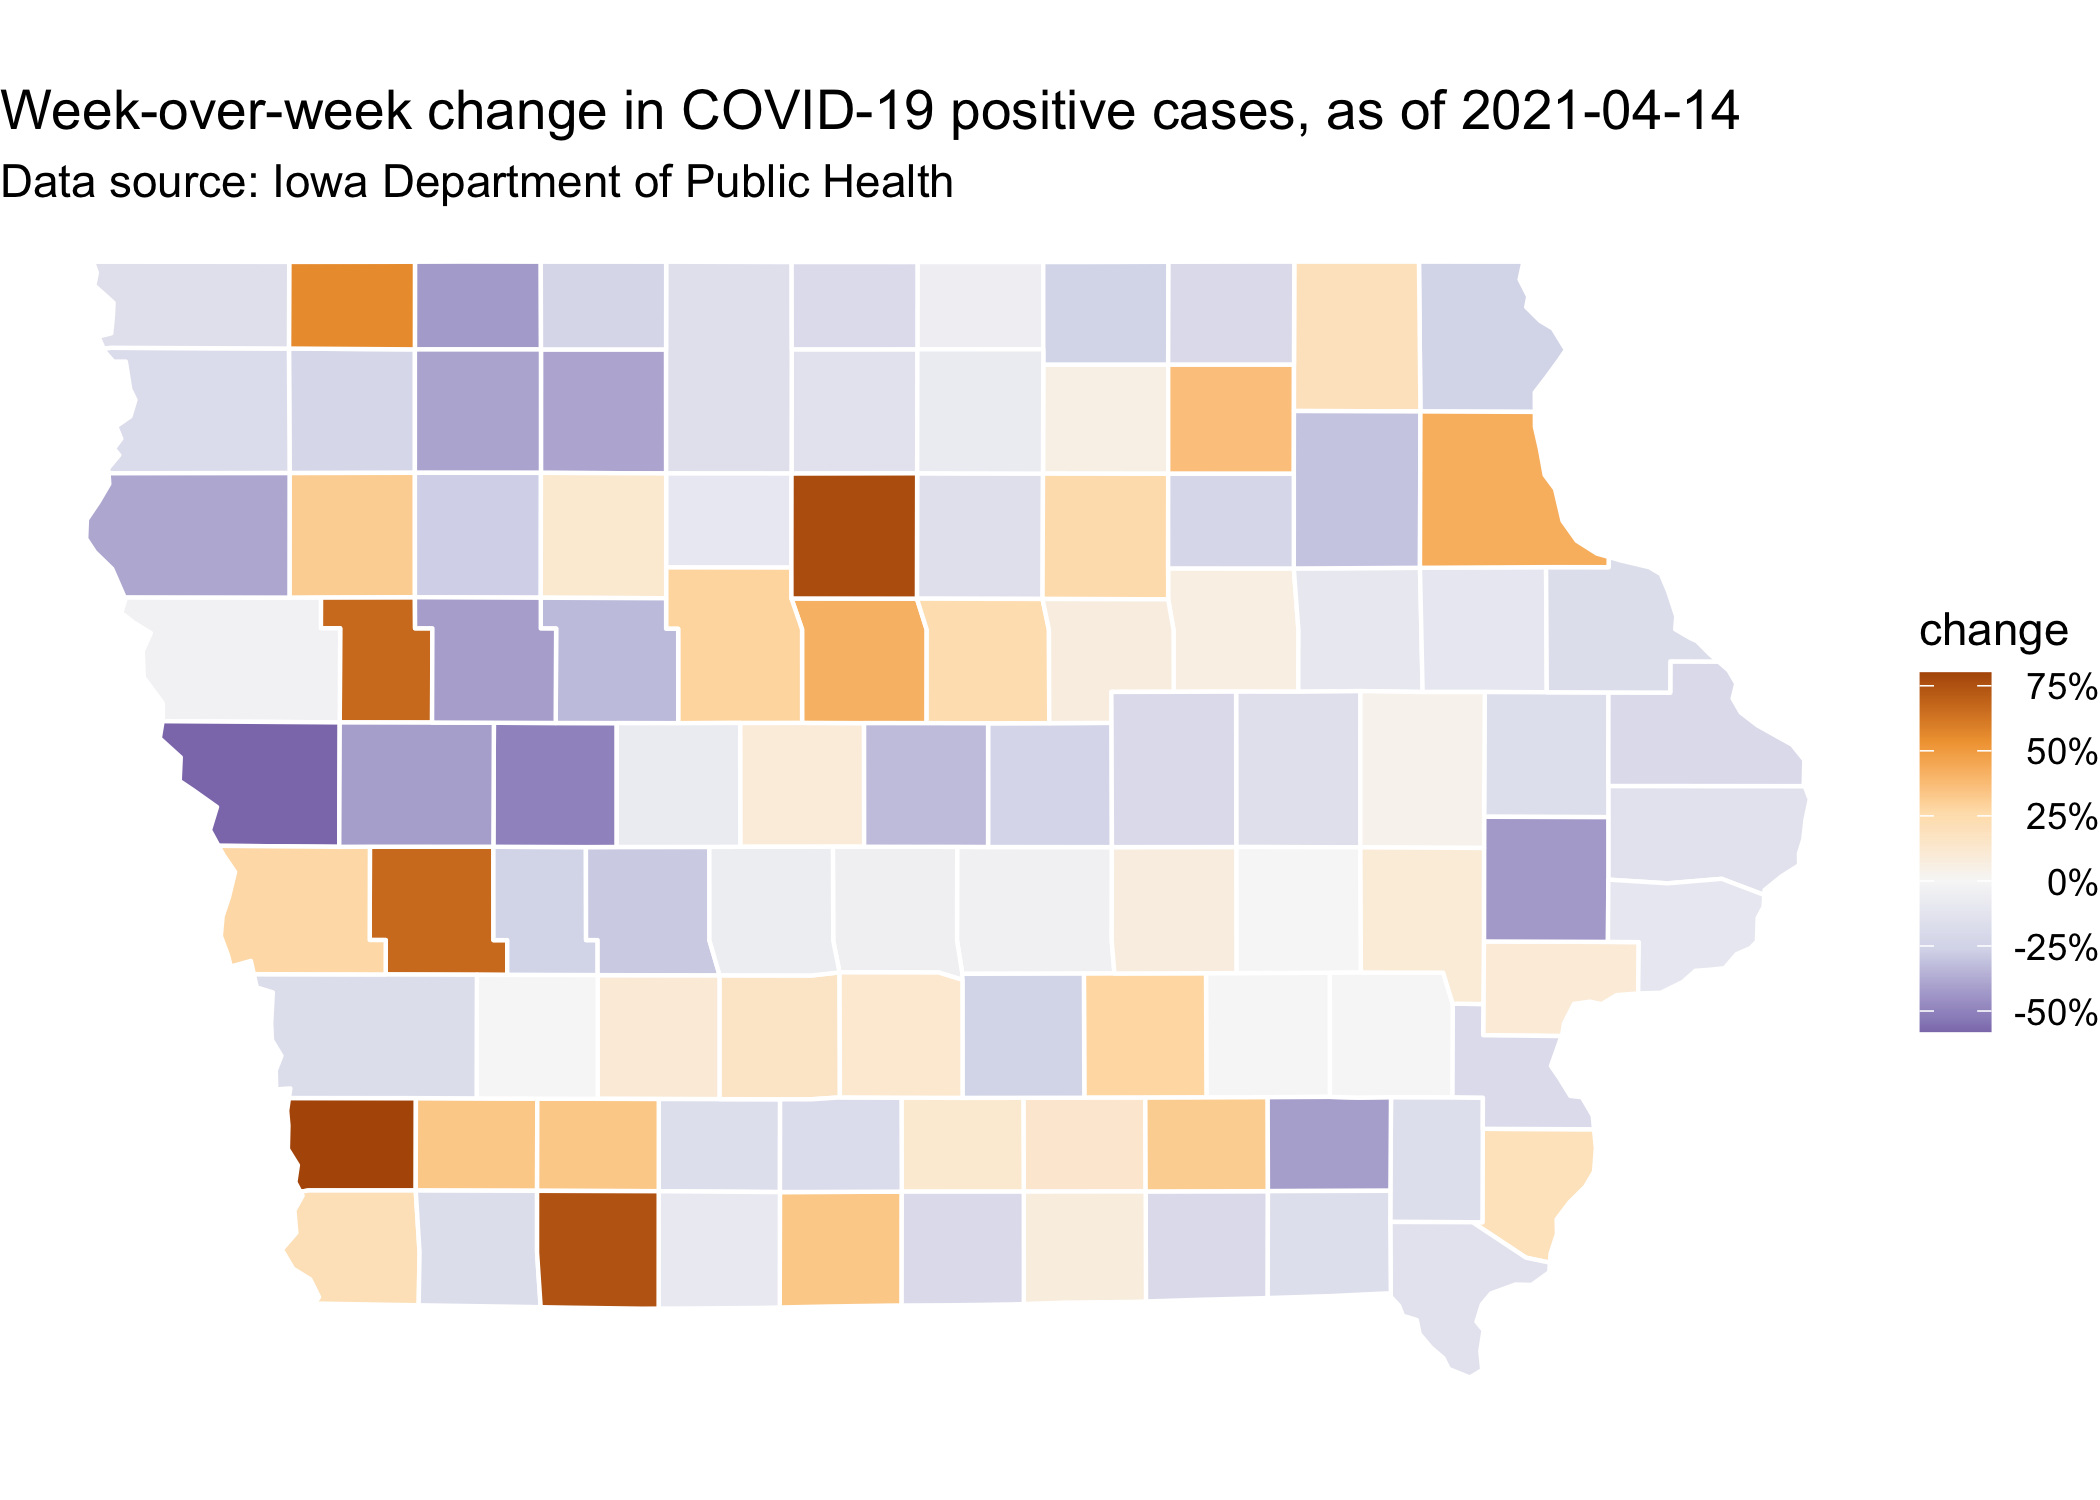 Week-over-week change in COVID-19 positive cases, as of 2021-04-14
Data source: Iowa Department of Public Health
change
75%
50%
25%
0%
-25%
-50%